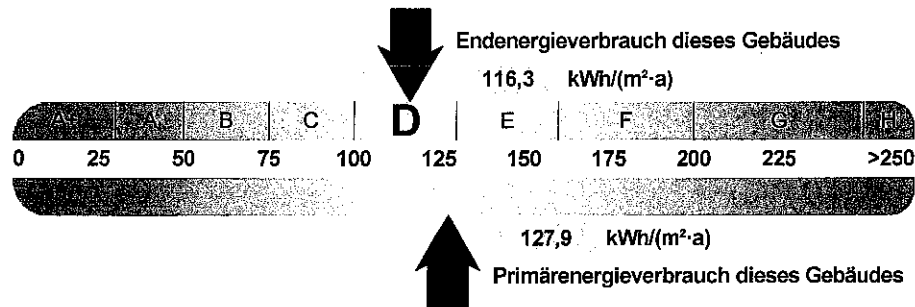 Endenergieverbrauch dieses Gebäudes
116,3 kWh/(m²·a)
A+ A B C D E F G H
0 25 50 75 100 125 150 175 200 225 >250
127,9 kWh/(m²·a)
Primärenergieverbrauch dieses Gebäudes